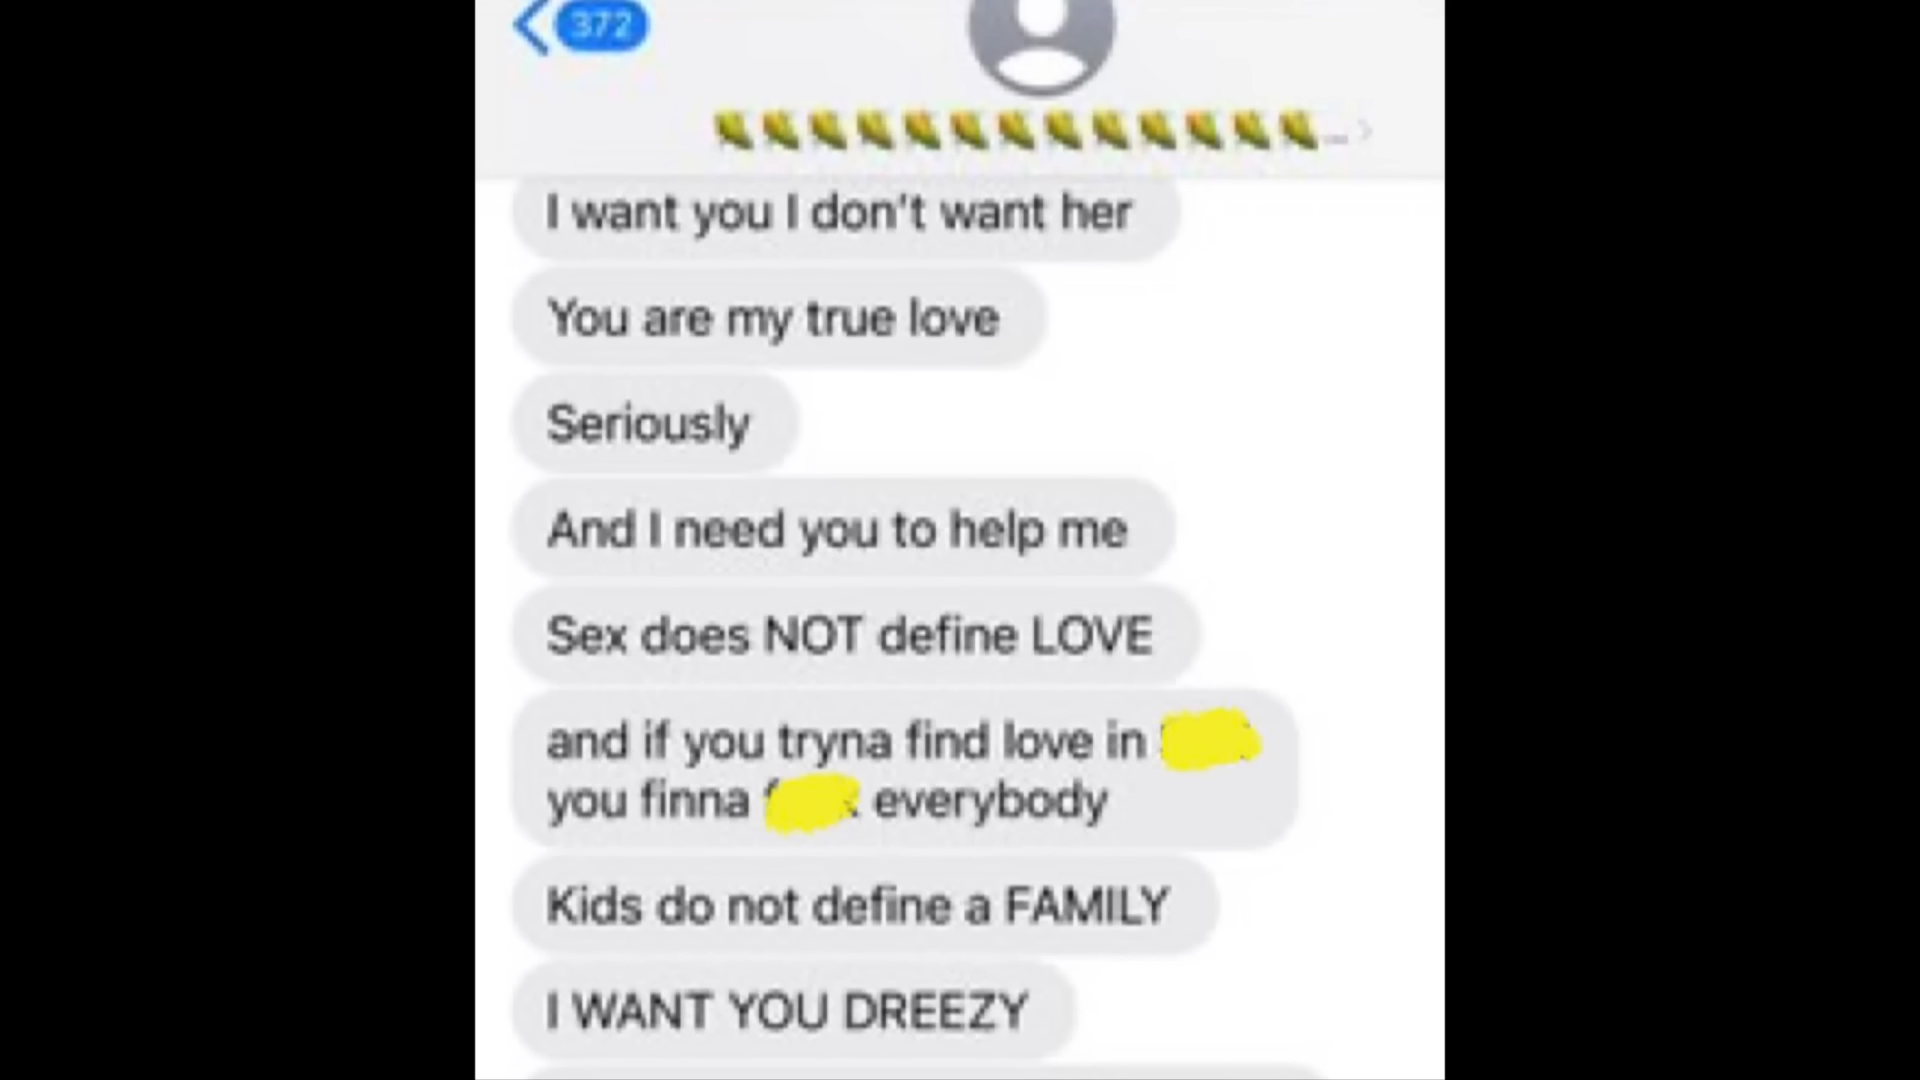 372
I want you I don't want her
You are my true love
Seriously
And I need you to help me
Sex does NOT define LOVE
and if you tryna find love in
you finna everybody
Kids do not define a FAMILY
I WANT YOU DREEZY